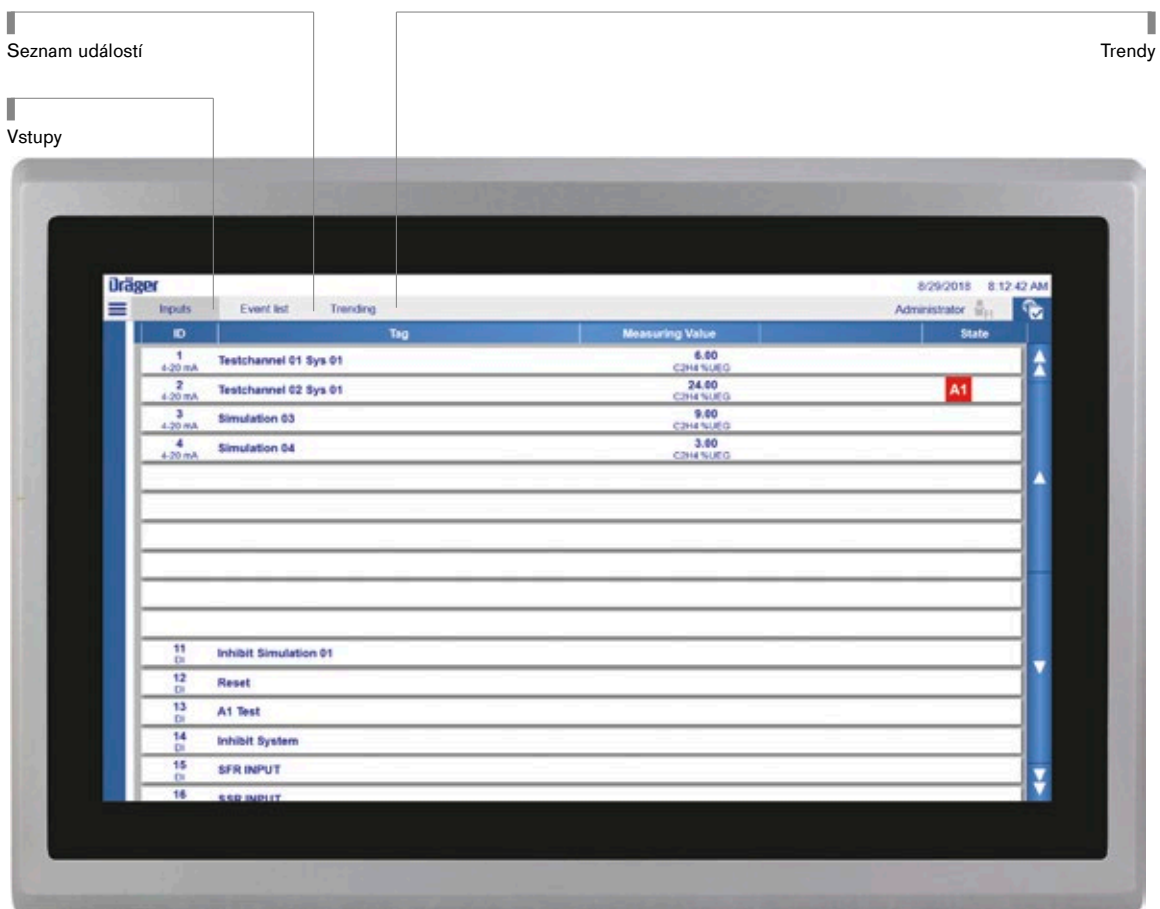 Seznam událostí
Trendy
Vstupy
Dräger
8/29/2018 8:12:42 AM
Inputs Event list Trending Administrator
ID Tag Measuring Value State
1 Testchannel 01 Sys 01 6.00
4-20 mA C2H4 %UEG
2 Testchannel 02 Sys 01 24.00 A1
4-20 mA C2H4 %UEG
3 Simulation 03 9.00
4-20 mA C2H4 %UEG
4 Simulation 04 3.00
4-20 mA C2H4 %UEG
11 Inhibit Simulation 01
DI
12 Reset
DI
13 A1 Test
DI
14 Inhibit System
DI
15 SFR INPUT
DI
16 SSR INPUT